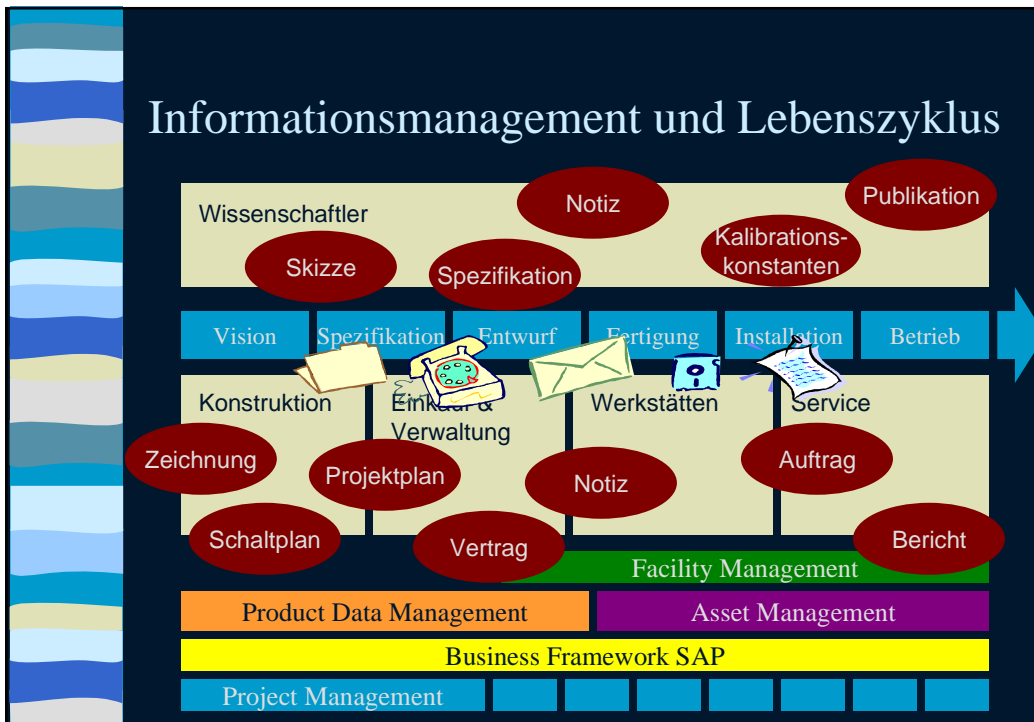 Informationsmanagement und Lebenszyklus
Wissenschaftler
Notiz
Publikation
Skizze
Spezifikation
Kalibrations-
konstanten
Vision
Spezifikation
Entwurf
Fertigung
Installation
Betrieb
Konstruktion
Einkauf &
Verwaltung
Werkstätten
Service
Zeichnung
Projektplan
Notiz
Auftrag
Schaltplan
Vertrag
Bericht
Facility Management
Product Data Management
Asset Management
Business Framework SAP
Project Management